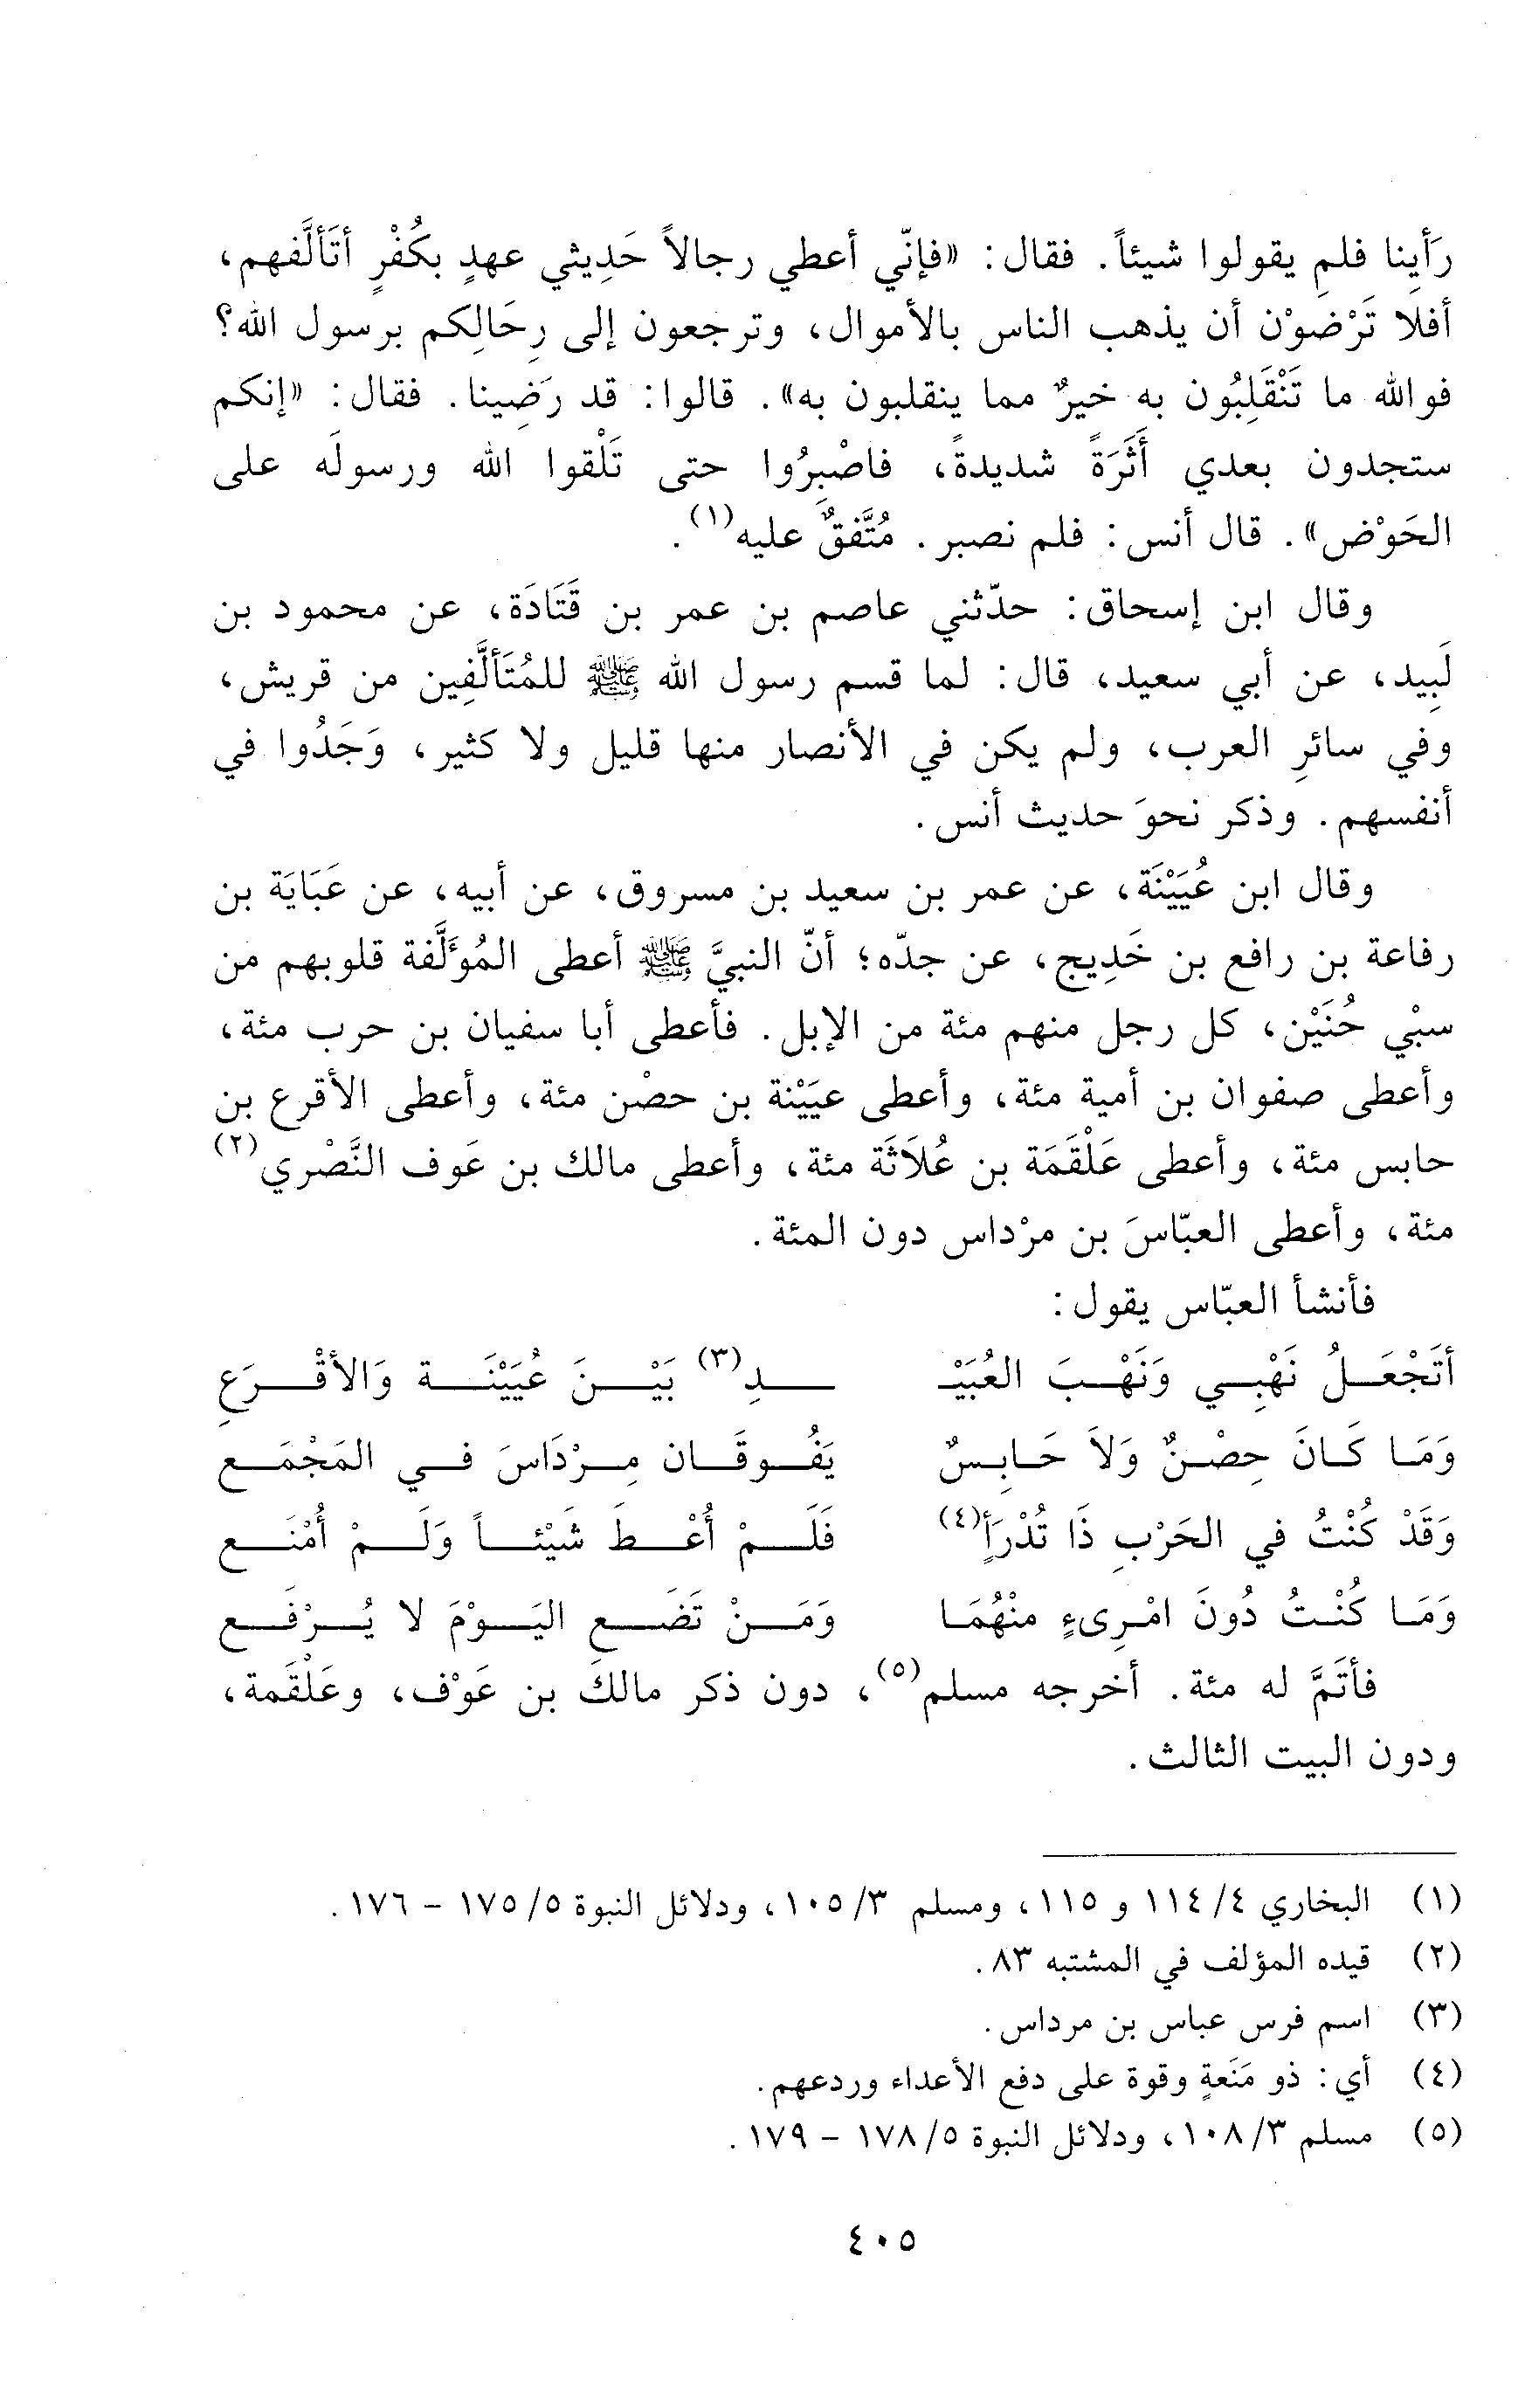 رَأيِنا فلمِ يقولوا شيئاً. فقال: «فإنّي أعطي رجالاً حَدِيثي عهدٍ بكُفْرٍ أتَألَّفهم،
أفلَا تَرْضوْن أن يذهب الناس بالأموال، وترجعون إلى رِحَالِكم برسول الله؟
فوالله ما تَنْقَلِبُون به خيرٌ مما ينقلبون به». قالوا: قد رَضِينا. فقال: «إنكم
ستجدون بعدي أَثَرَةً شديدةً، فاصْبِرُوا حتى تَلْقوا الله ورسولَه على
الحَوْض». قال أنس: فلم نصبر. مُتَّفقٌ عليه(١).
وقال ابن إسحاق: حدّثني عاصم بن عمر بن قَتَادَة، عن محمود بن
لَبِيد، عن أبي سعيد، قال: لما قسم رسول الله ﷺ للمُتَألَّفِين من قريش،
وفي سائرِ العرب، ولم يكن في الأنصار منها قليل ولا كثير، وَجَدُوا في
أنفسهم. وذكر نحوَ حديث أنس.
وقال ابن عُيَيْنَة، عن عمر بن سعيد بن مسروق، عن أبيه، عن عَبَايَة بن
رفاعة بن رافع بن خَدِيج، عن جدّه؛ أنّ النبيَّ ﷺ أعطى المُؤَلَّفة قلوبهم من
سبْي حُنَيْن، كل رجل منهم مئة من الإبل. فأعطى أبا سفيان بن حرب مئة،
وأعطى صفوان بن أمية مئة، وأعطى عيَيْنة بن حصْن مئة، وأعطى الأقرع بن
حابس مئة، وأعطى عَلْقَمَة بن عُلَاثَة مئة، وأعطى مالك بن عَوف النَّصْري(٢)
مئة، وأعطى العبّاسَ بن مرْداس دون المئة.
فأنشأ العبّاس يقول:
أتَجْعَلُ نَهْبِي وَنَهْبَ العُبَيْـ ـدِ(٣) بَيْنَ عُيَيْنَة وَالأقْرَعِ
وَمَا كَانَ حِصْنٌ وَلاَ حَابِسٌ يَفُوقَان مِرْدَاسَ في المَجْمَع
وَقَدْ كُنْتُ في الحَرْبِ ذَا تُدْرَأٍ(٤) فَلَمْ أُعْطَ شَيْئاً وَلَمْ أُمْنَع
وَمَا كُنْتُ دُونَ امْرِىءٍ منْهُمَا وَمَنْ تَضَعِ اليَوْمَ لا يُرْفَع
فأتَمَّ له مئة. أخرجه مسلم(٥)، دون ذكر مالك بن عَوْف، وعَلْقَمة،
ودون البيت الثالث.
(١) البخاري ٤/ ١١٤ و ١١٥، ومسلم ٣/ ١٠٥، ودلائل النبوة ٥/ ١٧٥ - ١٧٦.
(٢) قيده المؤلف في المشتبه ٨٣.
(٣) اسم فرس عباس بن مرداس.
(٤) أي: ذو مَنَعةٍ وقوة على دفع الأعداء وردعهم.
(٥) مسلم ٣/ ١٠٨، ودلائل النبوة ٥/ ١٧٨ - ١٧٩.
٤٠٥